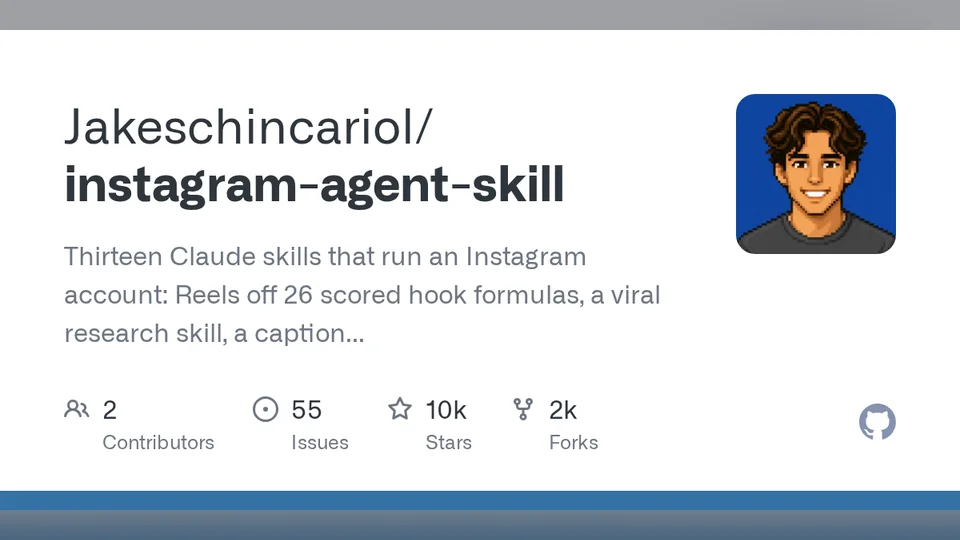 Jakeschincariol/
instagram-agent-skill
Thirteen Claude skills that run an Instagram
account: Reels off 26 scored hook formulas, a viral
research skill, a caption...
2
Contributors
55
Issues
10k
Stars
2k
Forks